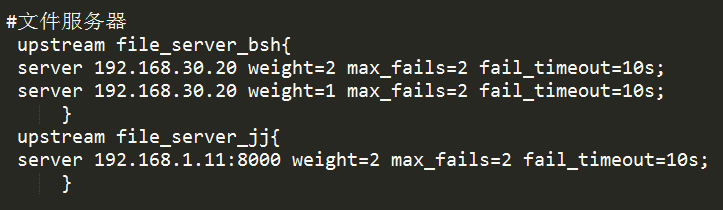 #文件服务器
upstream file_server_bsh{
server 192.168.30.20 weight=2 max_fails=2 fail_timeout=10s;
server 192.168.30.20 weight=1 max_fails=2 fail_timeout=10s;
}
upstream file_server_jj{
server 192.168.1.11:8000 weight=2 max_fails=2 fail_timeout=10s;
}